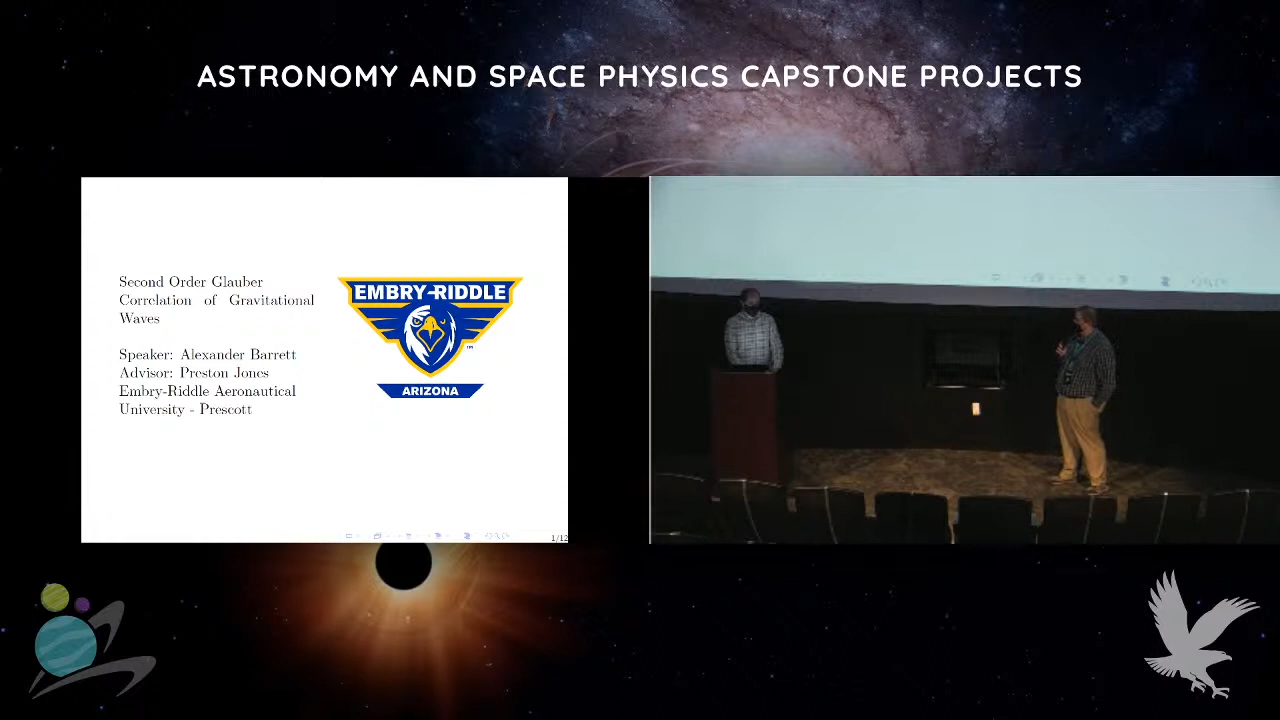 ASTRONOMY AND SPACE PHYSICS CAPSTONE PROJECTS
Second Order Glauber
Correlation of Gravitational
Waves
Speaker: Alexander Barrett
Advisor: Preston Jones
Embry-Riddle Aeronautical
University - Prescott
EMBRY-RIDDLE
TM
ARIZONA
1/12